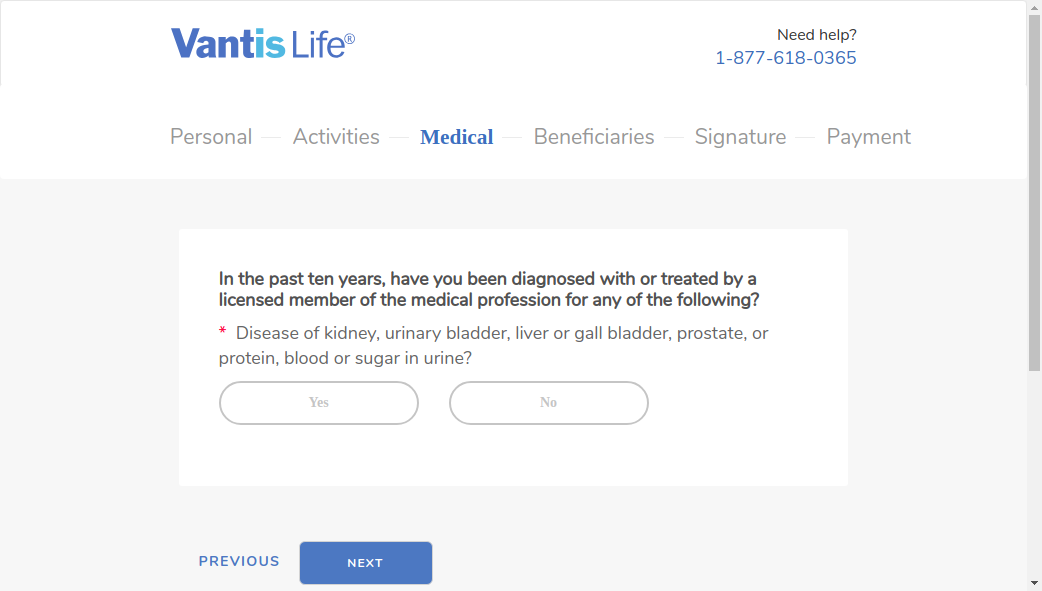 Vantis Life®
Need help?
1-877-618-0365
Personal Activities Medical Beneficiaries Signature Payment
In the past ten years, have you been diagnosed with or treated by a
licensed member of the medical profession for any of the following?
* Disease of kidney, urinary bladder, liver or gall bladder, prostate, or
protein, blood or sugar in urine?
Yes No
PREVIOUS NEXT